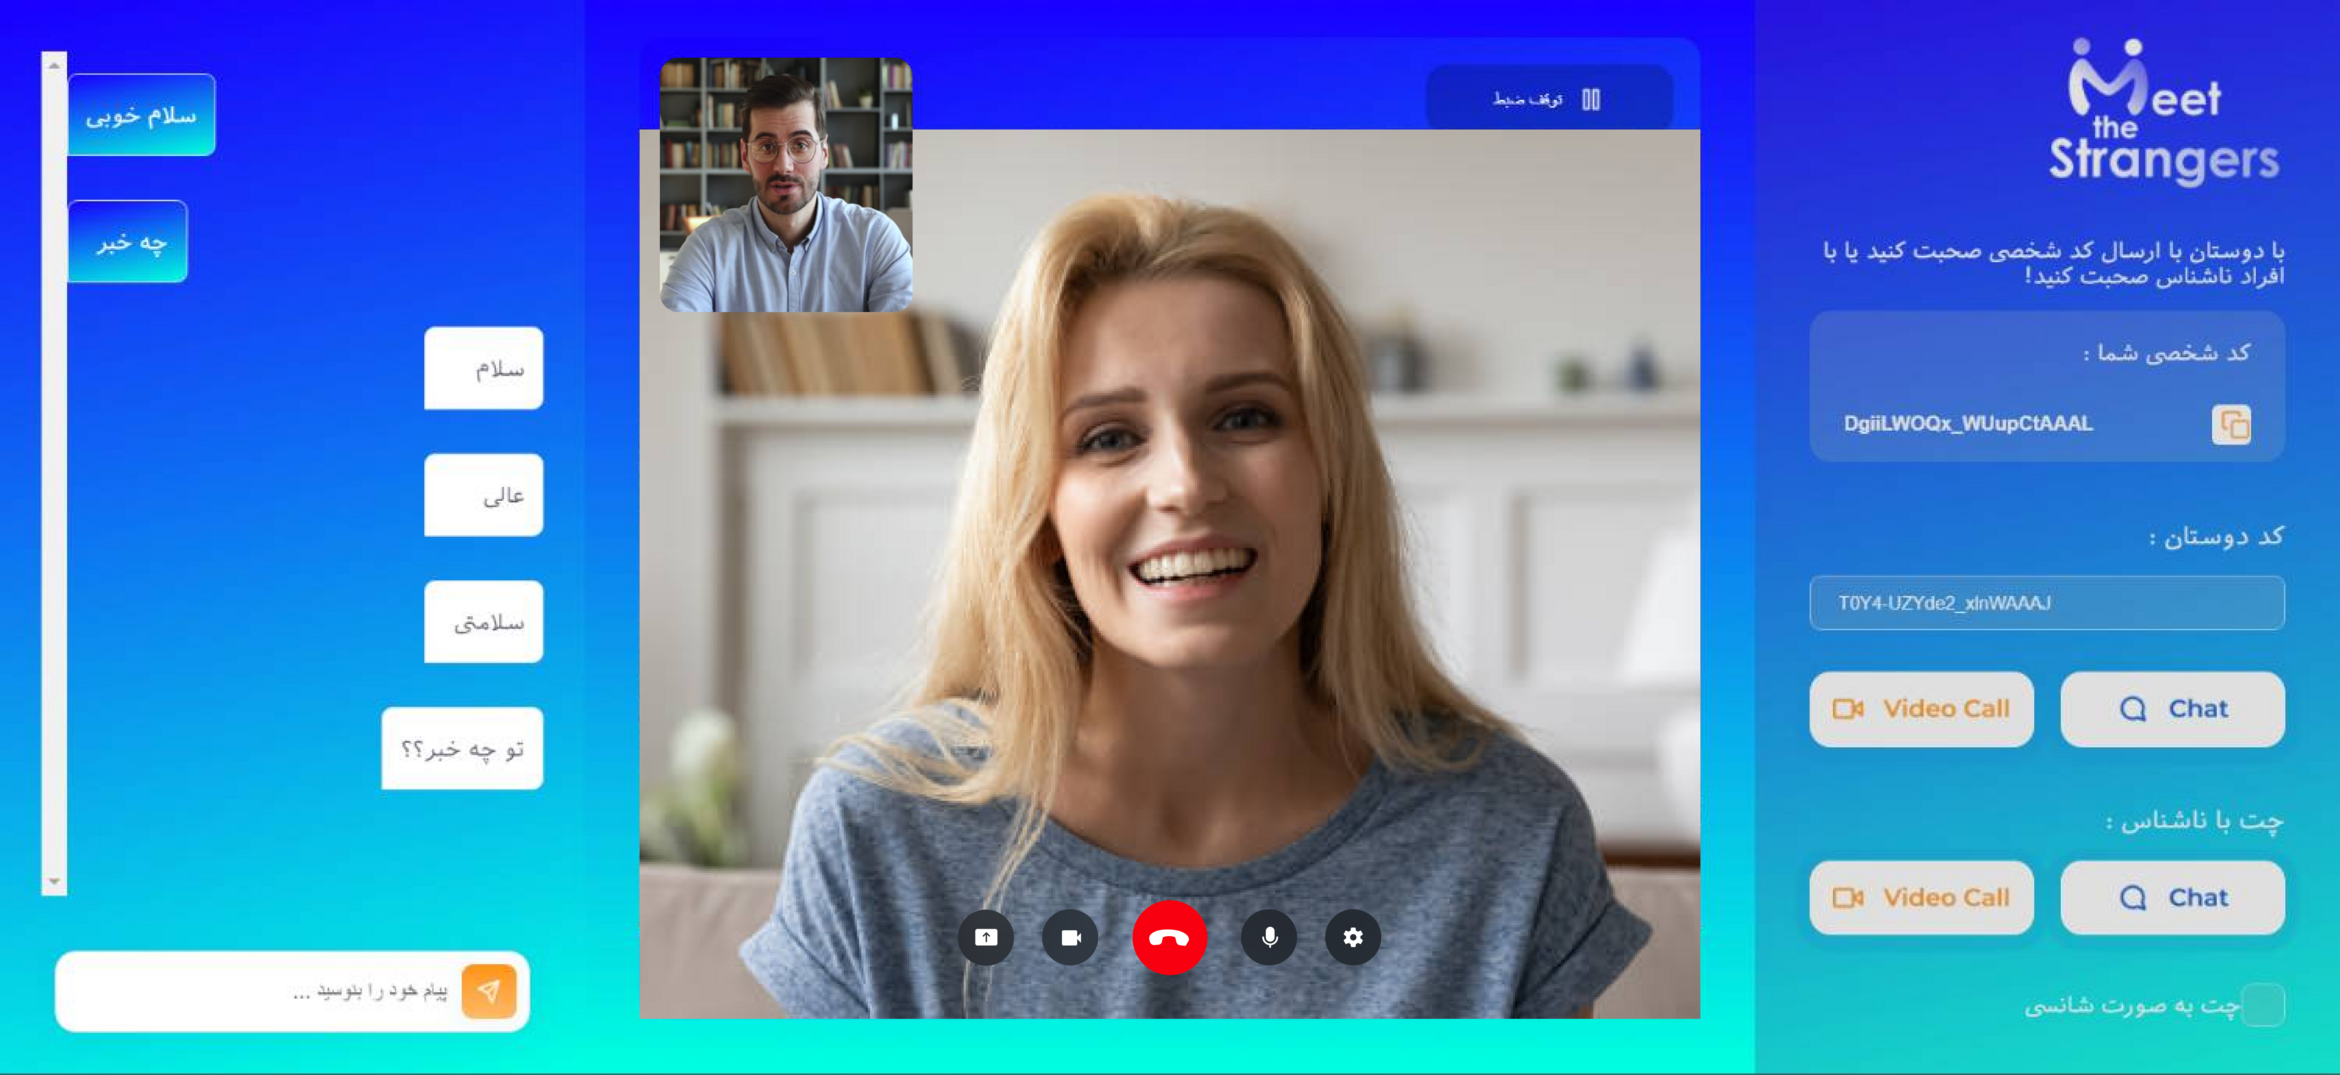 Meet
the
Strangers
با دوستان با ارسال کد شخصی صحبت کنید یا با
افراد ناشناس صحبت کنید!
کد شخصی شما :
DgiiLWOQx_WUupCtAAAL
کد دوستان :
T0Y4-UZYde2_xlnWAAAJ
Chat
Video Call
چت با ناشناس :
Chat
Video Call
چت به صورت شانسی
توقف ضبط
سلام خوبی
چه خبر
سلام
عالی
سلامتی
تو چه خبر؟؟
پیام خود را بنوسید ...